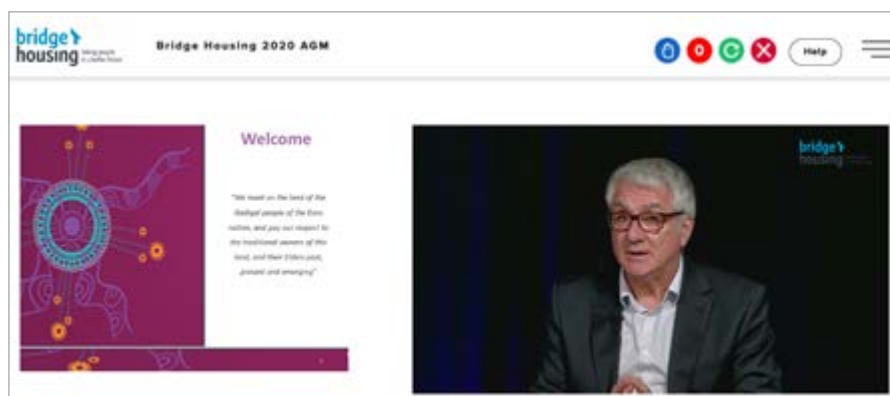 bridge
housing
Bridge Housing 2020 AGM
0
Help
Welcome
"We meet on the land of the
Gadigal people of the Eora
nation, and pay our respect to
the traditional owners of this
land, and their Elders past,
present and emerging"
bridge
housing